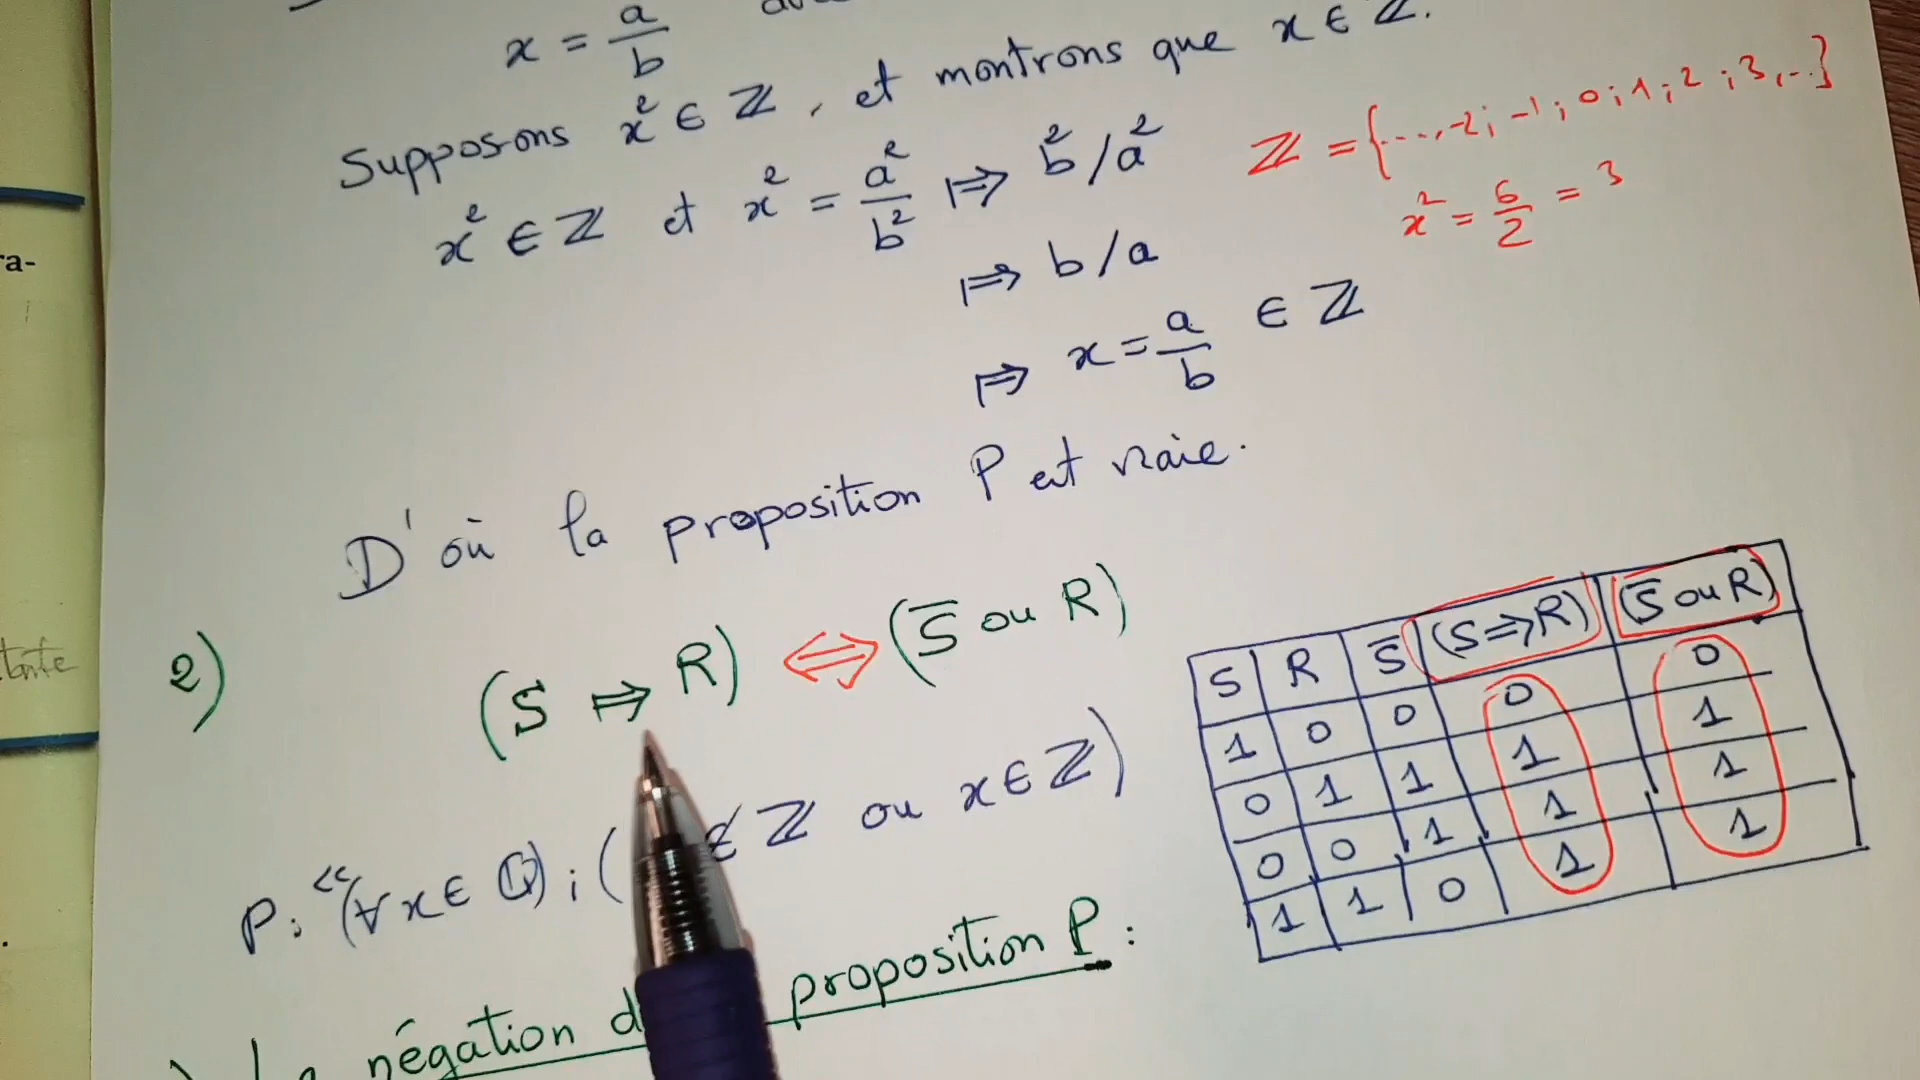 x = a/b
Supposons x² ∈ ℤ, et montrons que x ∈ ℤ.
ℤ = {..., -2; -1; 0; 1; 2; 3, ...}
x² ∈ ℤ et x² = a²/b² ⟹ b²/a²
x² = 6/2 = 3
⟹ b/a
⟹ x = a/b ∈ ℤ
D'où la proposition P est vraie.
2) (S ⟹ R) ⟺ (S̅ ou R)
P: "(∀x ∈ ℚ); ( ∉ ℤ ou x ∈ ℤ)
négation proposition P :
S R S̅ (S⟹R) (S̅ ou R)
1 0 0 0 0
0 1 1 1 1
0 0 1 1 1
1 1 0 1 1
ra-